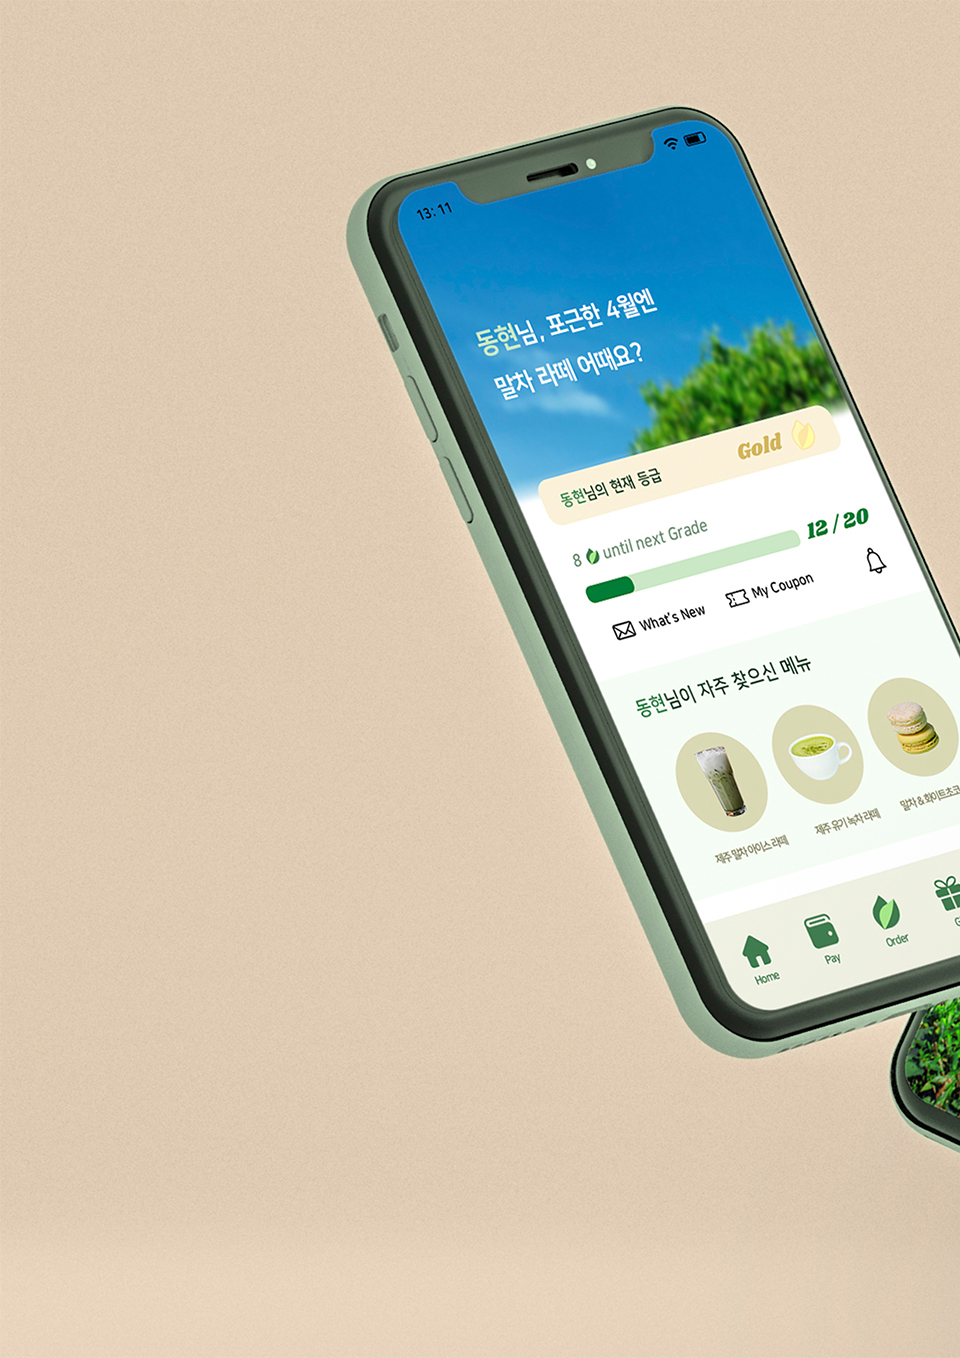 13: 11
동현님, 포근한 4월엔
말차 라떼 어때요?
동현님의 현재 등급
Gold
8 until next Grade
12 / 20
What's New
My Coupon
동현님이 자주 찾으신 메뉴
제주 말차 아이스 라떼
제주 유기 녹차 라떼
말차 & 화이트초코
Home
Pay
Order
G